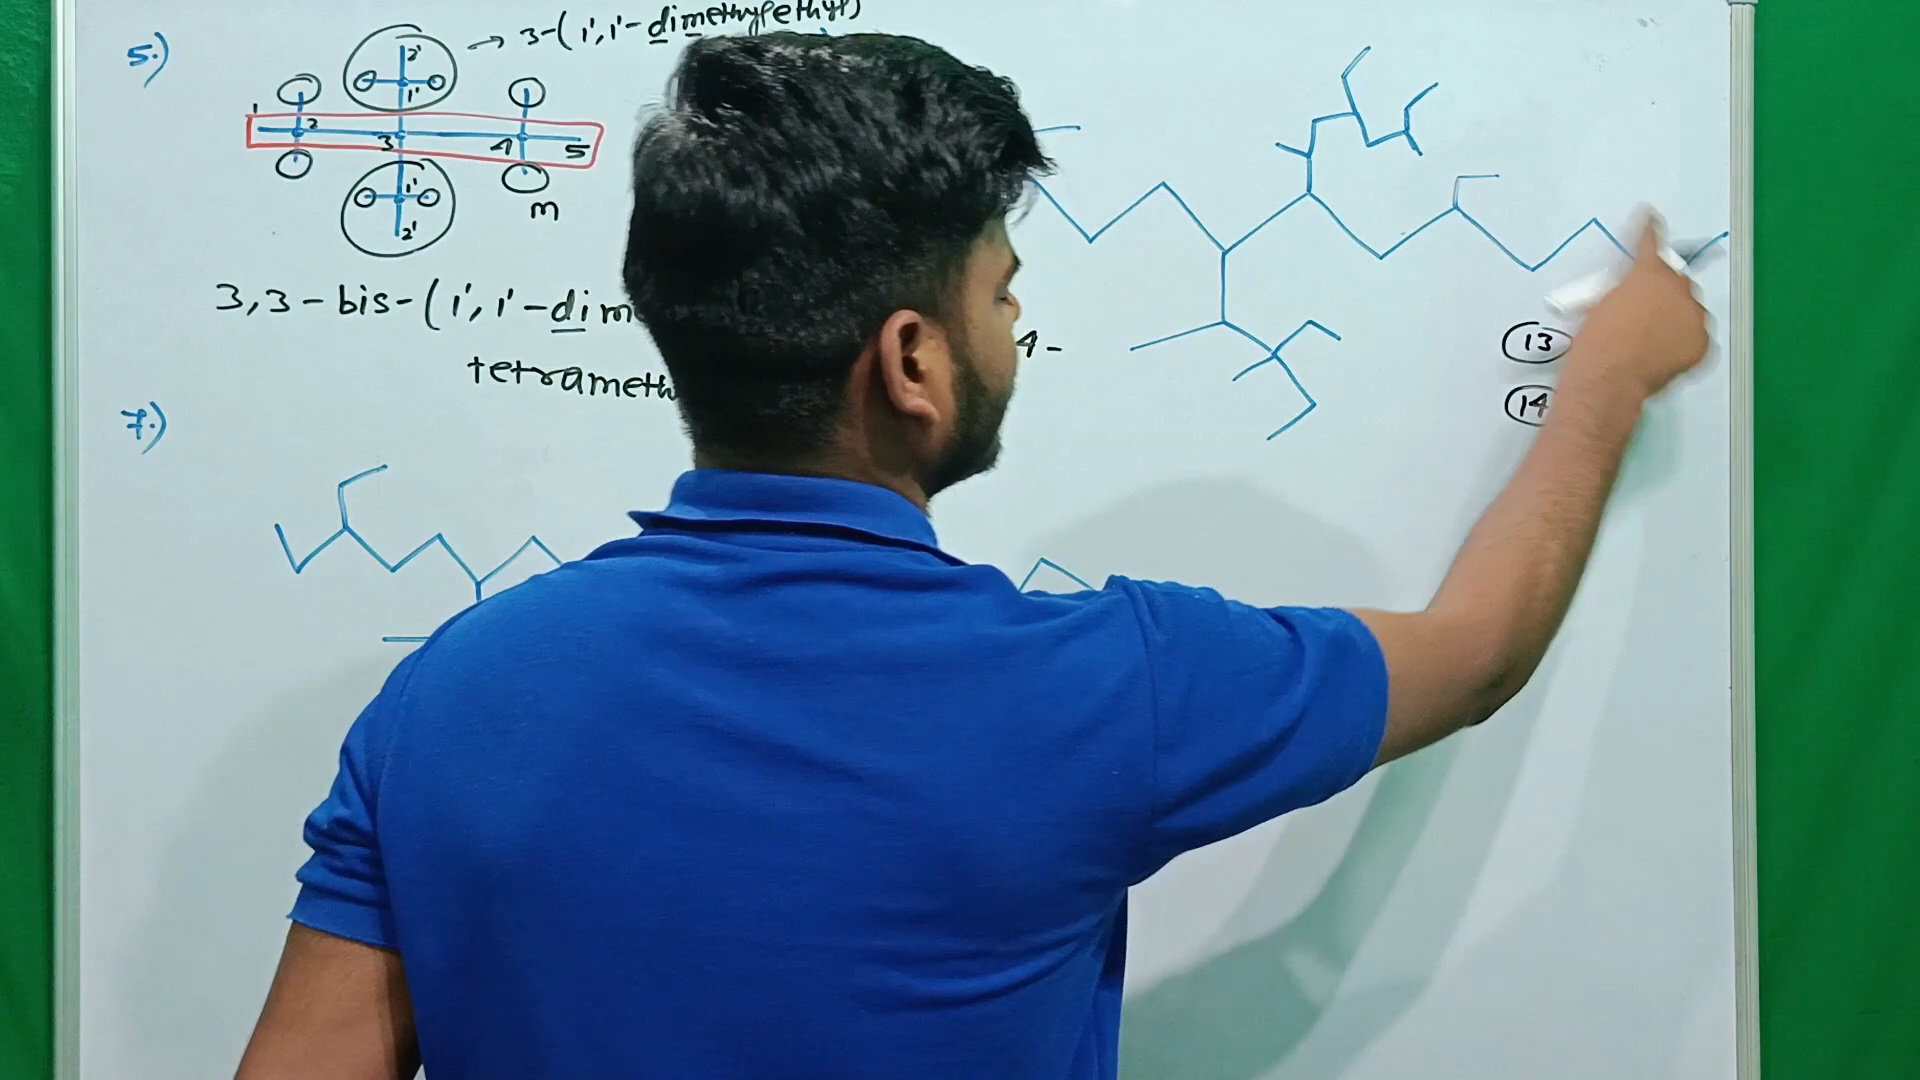 5.)
→ 3-(1',1'-dimethylethyl)
2'
1'
1 2 3 4 5
1'
2'
m
3,3-bis-(1',1'-dim
4-
tetrameth
13
14
7.)